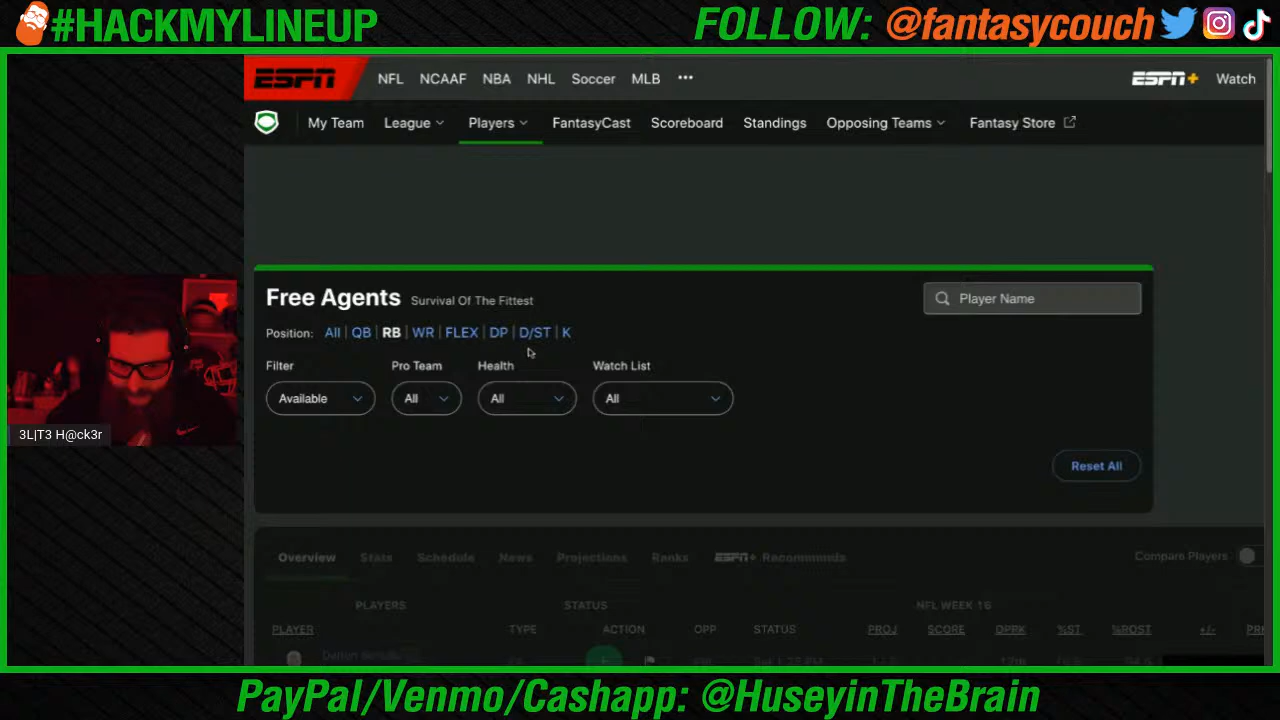 #HACKMYLINEUP
FOLLOW: @fantasycouch
ESPN NFL NCAAF NBA NHL Soccer MLB ••• ESPN+ Watch
My Team League Players FantasyCast Scoreboard Standings Opposing Teams Fantasy Store
Free Agents Survival Of The Fittest
Player Name
Position: All | QB | RB | WR | FLEX | DP | D/ST | K
Filter Pro Team Health Watch List
Available All All All
3L|T3 H@ck3r
Reset All
Overview Stats Schedule News Projections Ranks ESPN+ Recommends Compare Players
PLAYERS STATUS NFL WEEK 16
PLAYER TYPE ACTION OPP STATUS PROJ SCORE OPRK %ST %ROST +/-
PayPal/Venmo/Cashapp: @HuseyinTheBrain